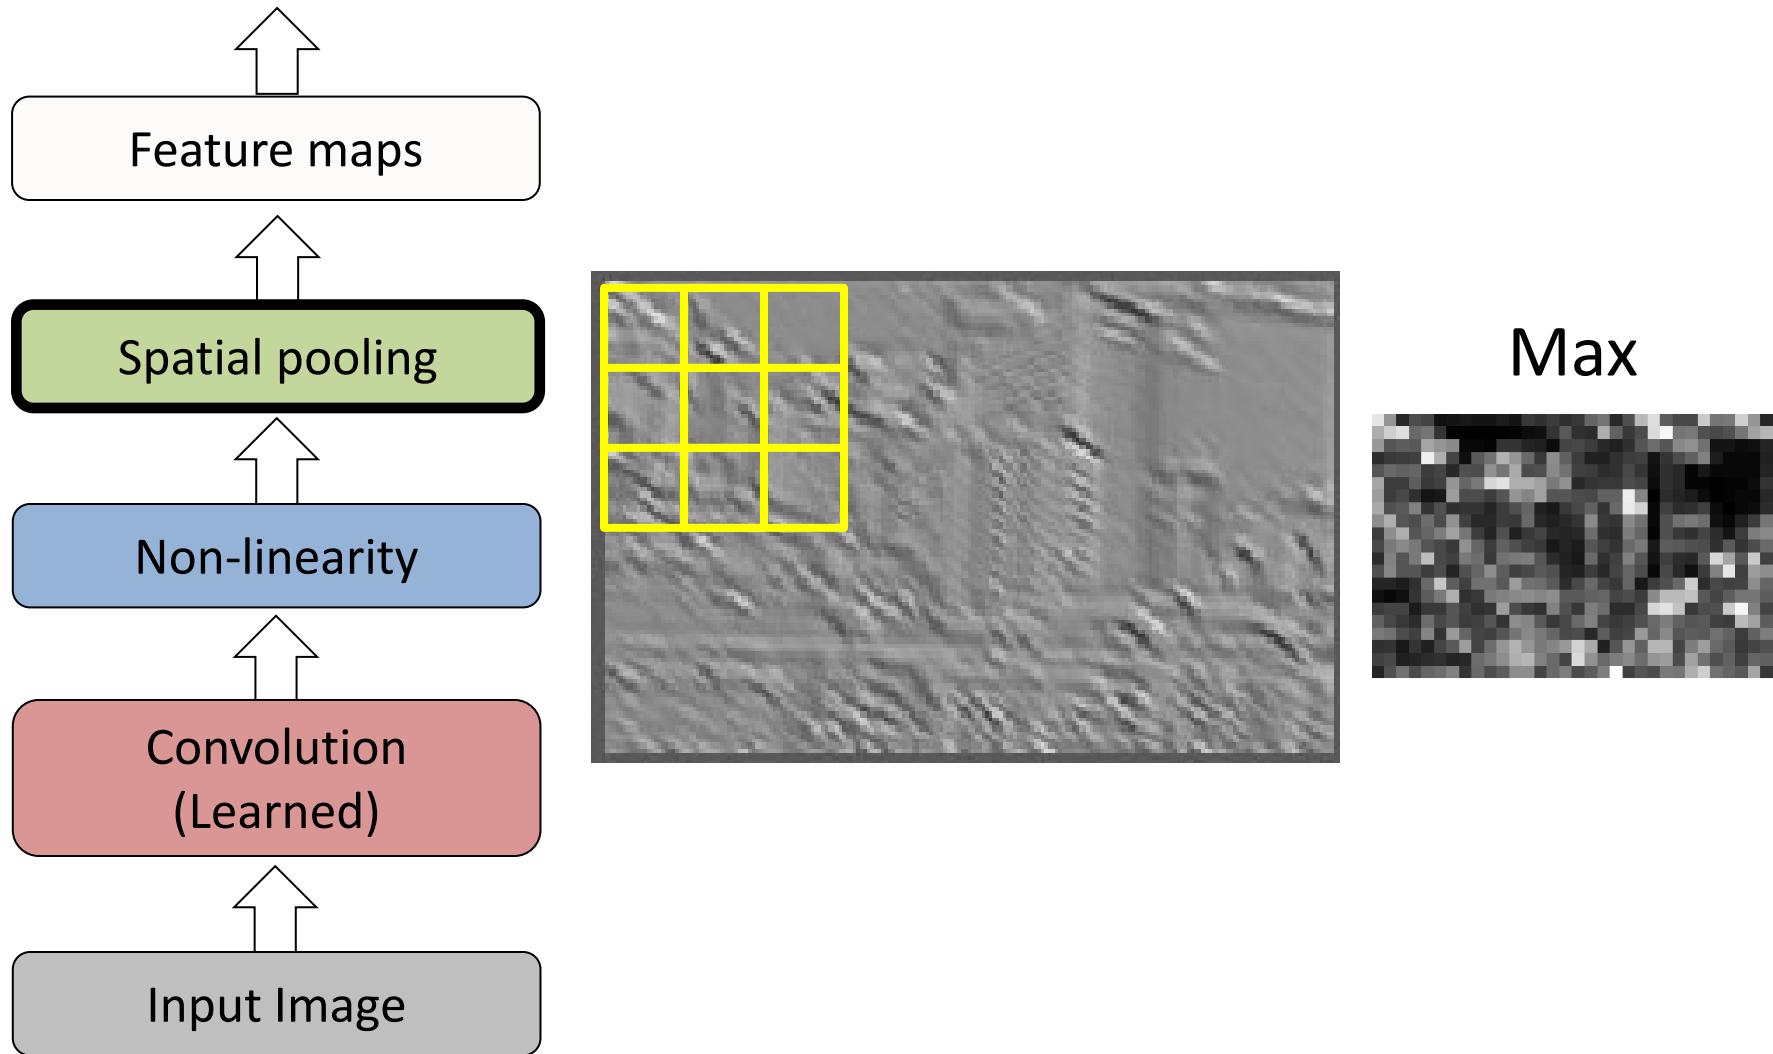 Feature maps
Spatial pooling
Non-linearity
Convolution
(Learned)
Input Image
Max